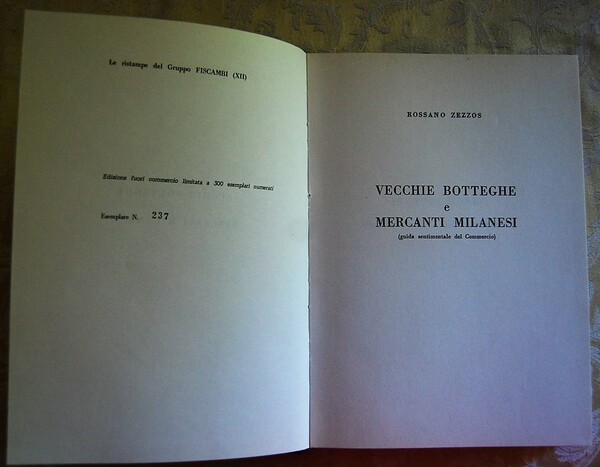 Le ristampe del Gruppo FISCAMBI (XII)
Edizione fuori commercio limitata a 300 esemplari numerati
Esemplare N. 237
ROSSANO ZEZZOS
VECCHIE BOTTEGHE
e
MERCANTI MILANESI
(guida sentimentale del Commercio)